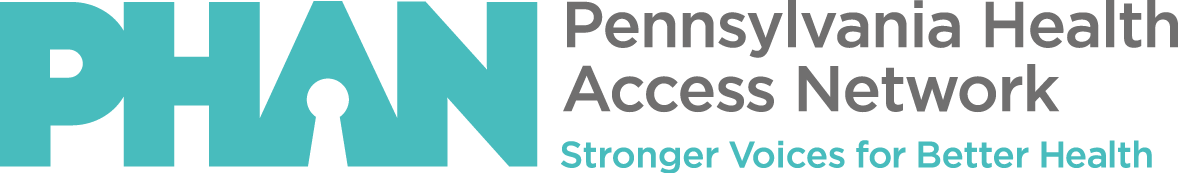 PHAN
Pennsylvania Health
Access Network
Stronger Voices for Better Health